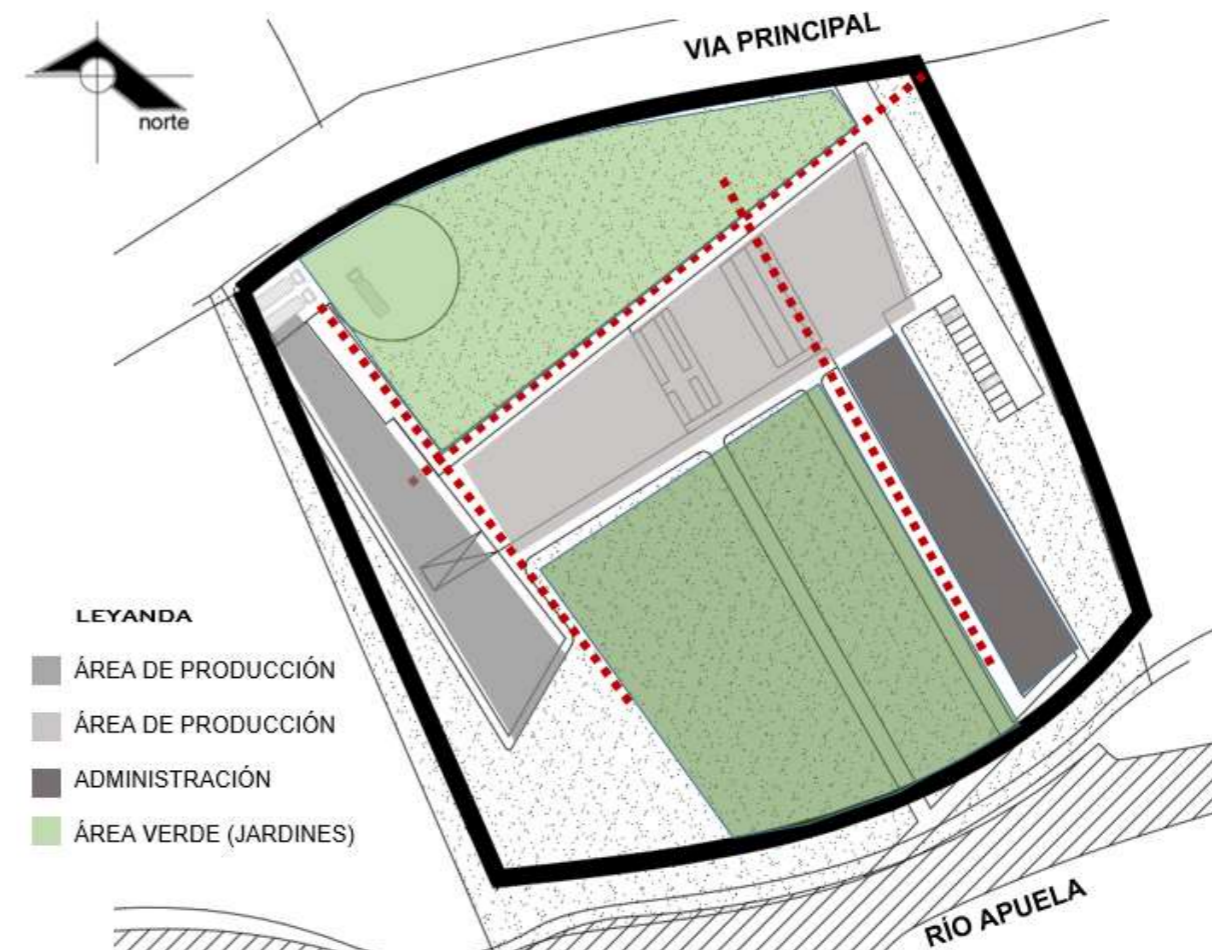 VIA PRINCIPAL
norte
LEYANDA
ÁREA DE PRODUCCIÓN
ÁREA DE PRODUCCIÓN
ADMINISTRACIÓN
ÁREA VERDE (JARDINES)
RÍO APUELA